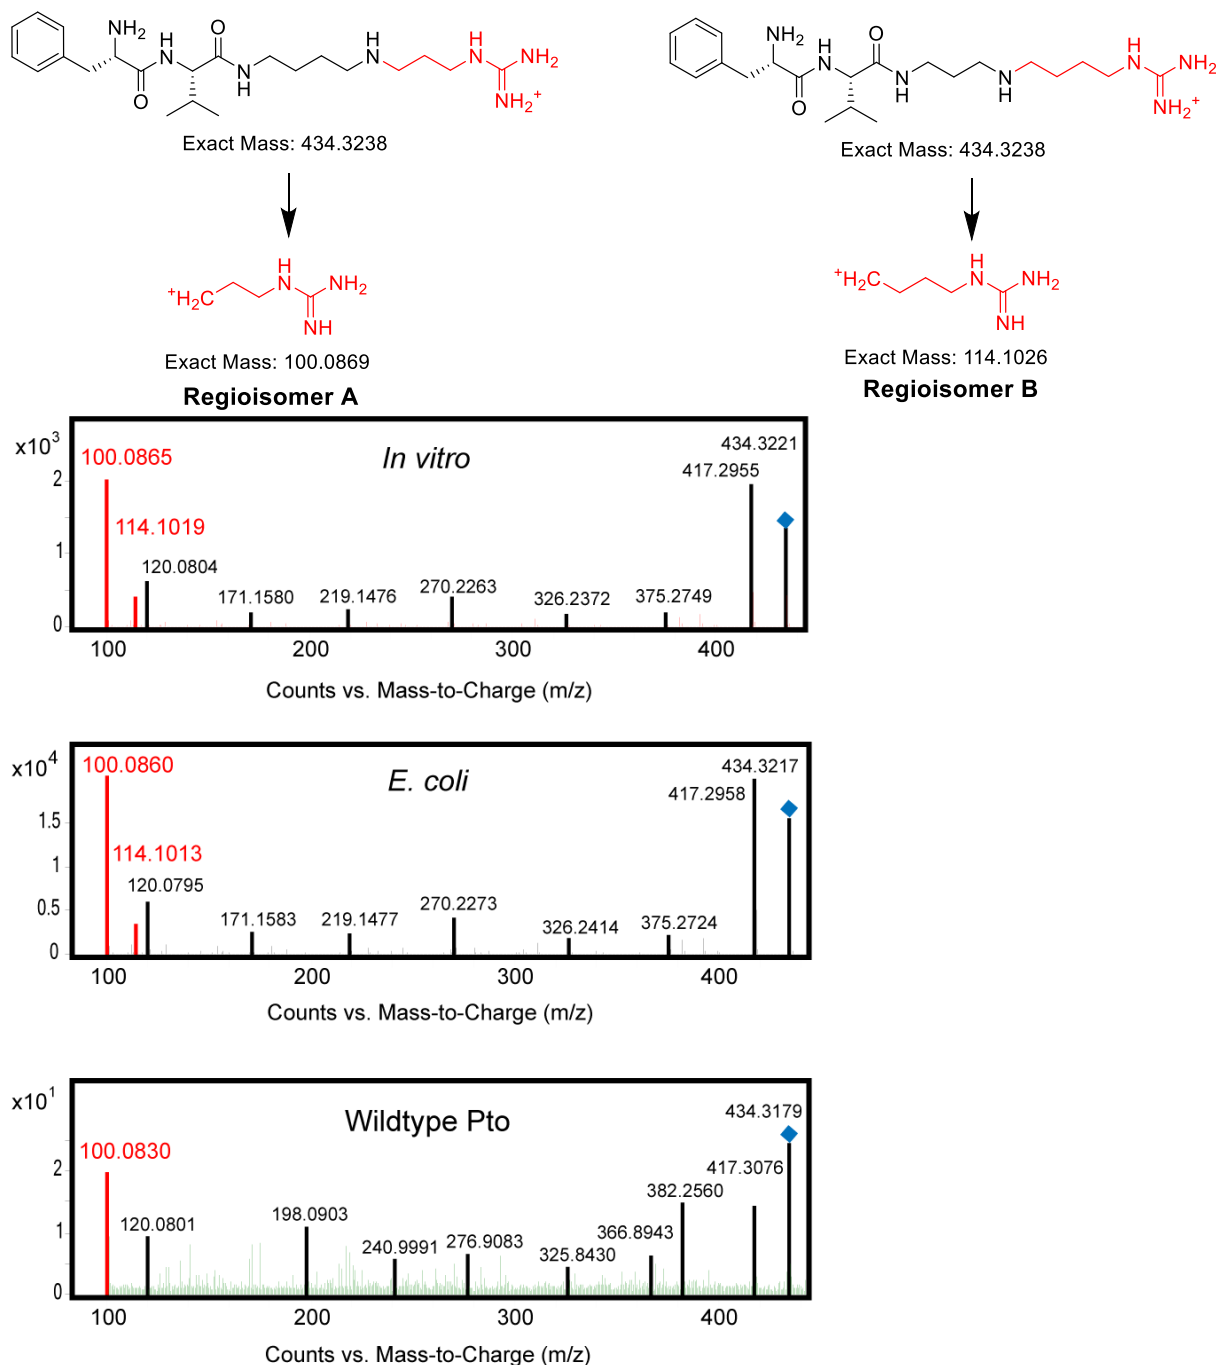 NH2
O
H
N
H
N
H
N
NH2
O
N
H
NH2+
Exact Mass: 434.3238
NH2
O
H
N
H
N
NH2
O
N
H
N
H
NH2+
Exact Mass: 434.3238
H
N
NH2
+H2C
NH
Exact Mass: 100.0869
Regioisomer A
H
N
NH2
+H2C
NH
Exact Mass: 114.1026
Regioisomer B
x10^3
In vitro
434.3221
100.0865
417.2955
2
114.1019
1
120.0804
171.1580
219.1476
270.2263
326.2372
375.2749
0
100
200
300
400
Counts vs. Mass-to-Charge (m/z)
x10^4
100.0860
E. coli
434.3217
417.2958
1.5
114.1013
1
120.0795
0.5
171.1583
219.1477
270.2273
326.2414
375.2724
0
100
200
300
400
Counts vs. Mass-to-Charge (m/z)
x10^1
Wildtype Pto
434.3179
100.0830
417.3076
2
382.2560
120.0801
198.0903
366.8943
1
240.9991
276.9083
325.8430
0
100
200
300
400
Counts vs. Mass-to-Charge (m/z)